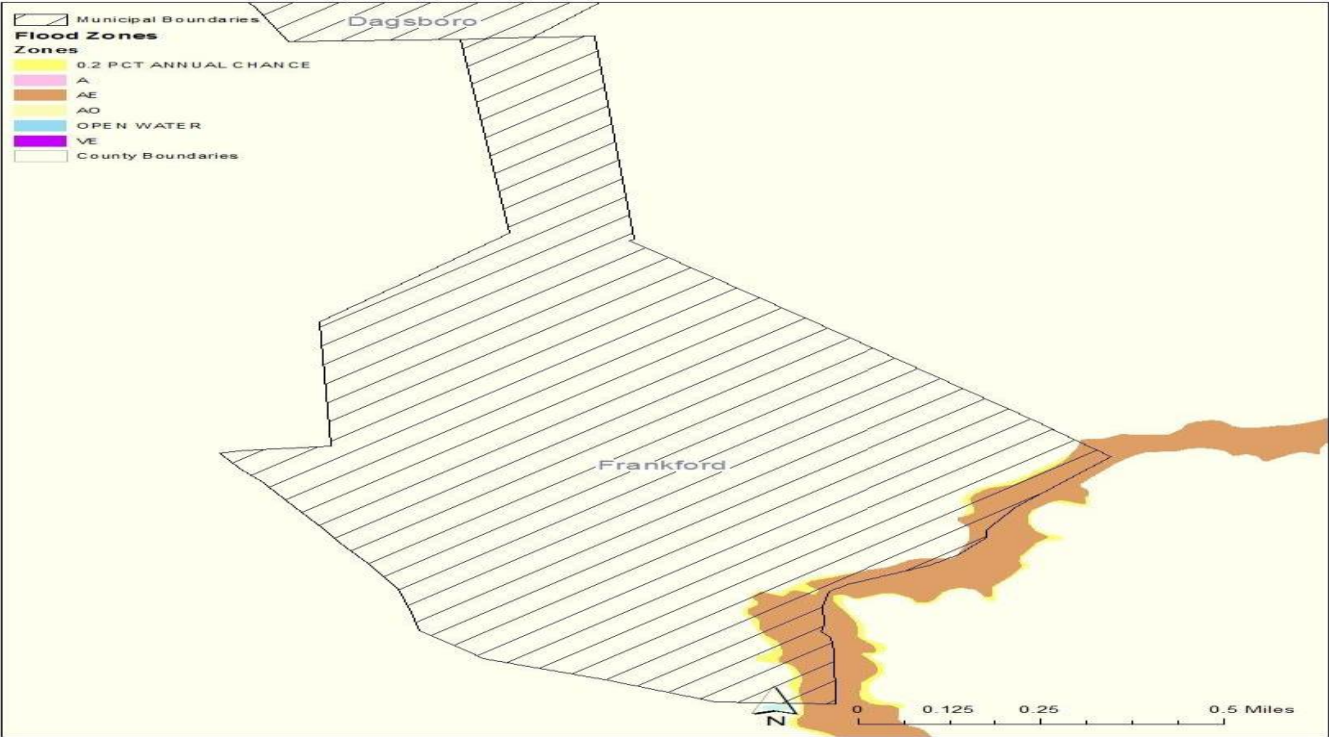 Municipal Boundaries
Flood Zones
Zones
0.2 PCT ANNUAL CHANCE
A
AE
AO
OPEN WATER
VE
County Boundaries
Dagsboro
Frankford
N
0 0.125 0.25 0.5 Miles